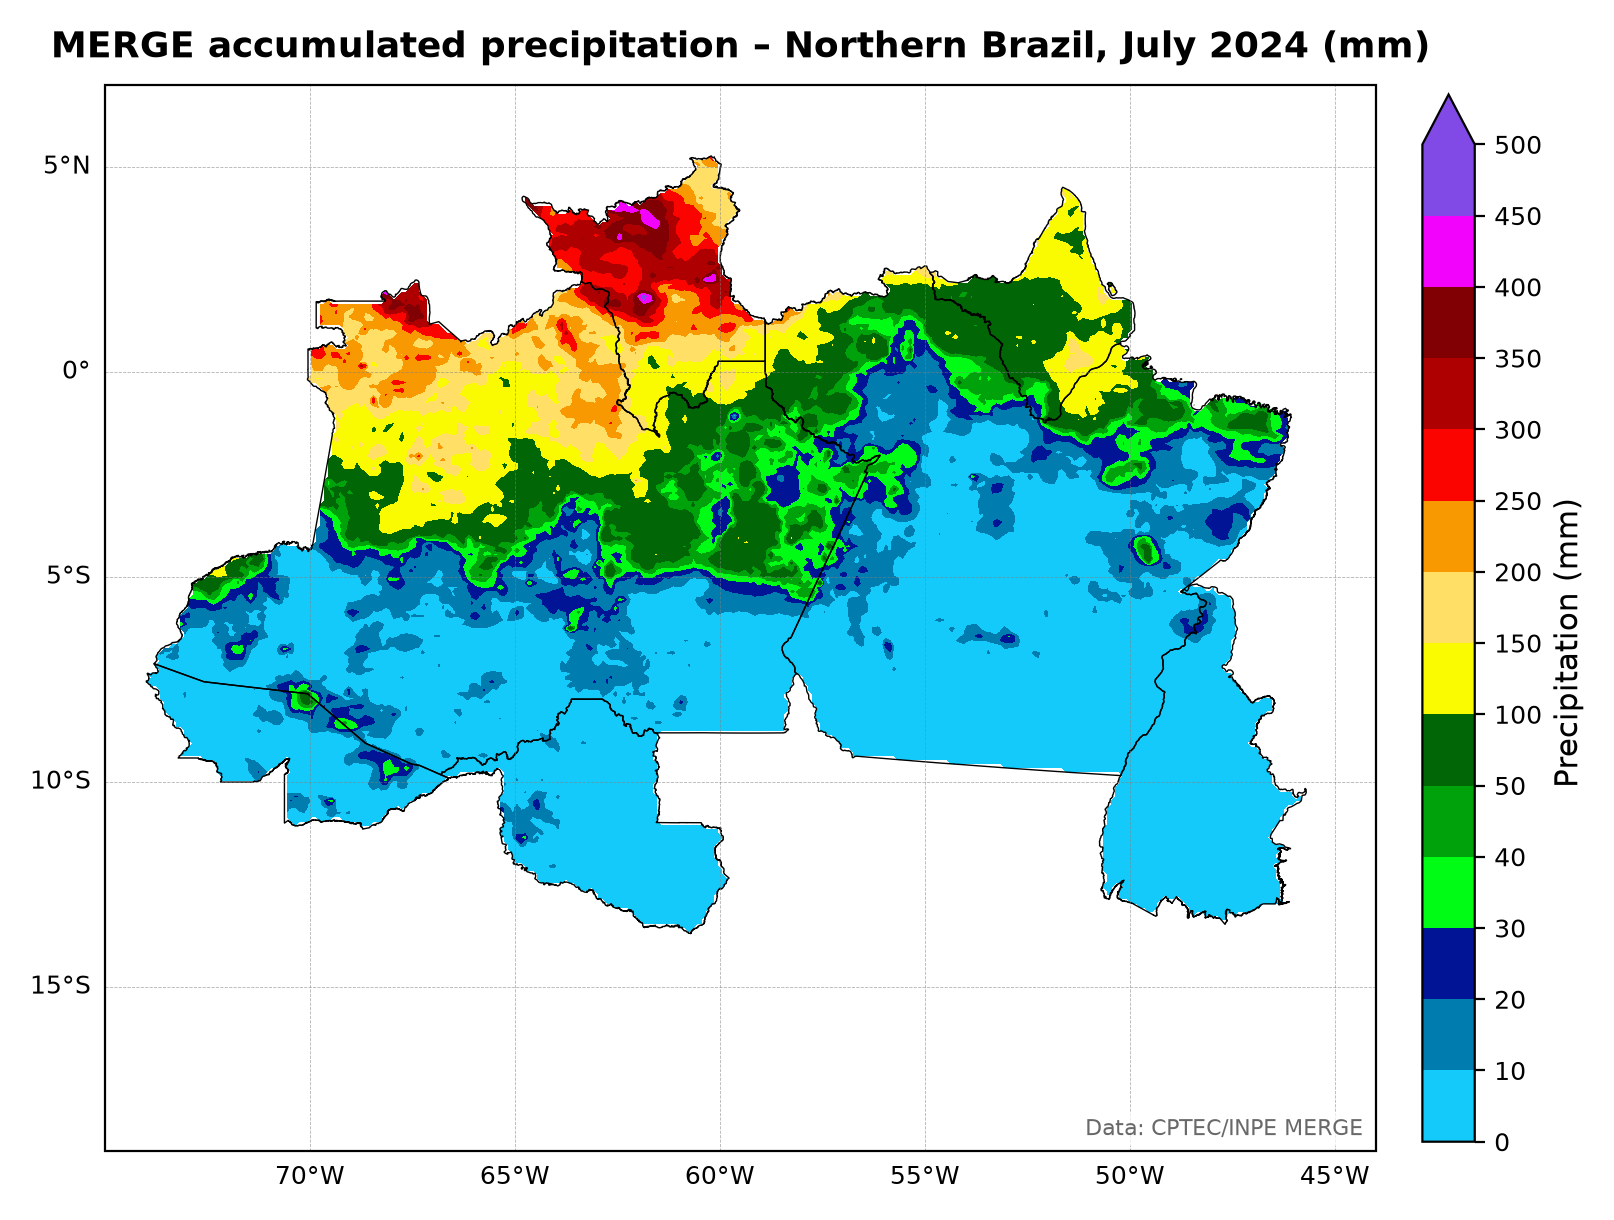 MERGE accumulated precipitation – Northern Brazil, July 2024 (mm)
5°N
0°
5°S
10°S
15°S
70°W 65°W 60°W 55°W 50°W 45°W
Data: CPTEC/INPE MERGE
500
450
400
350
300
250
200
150
100
50
40
30
20
10
0
Precipitation (mm)